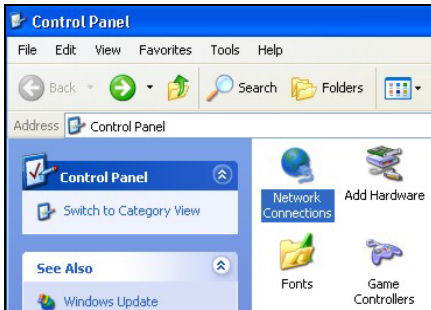 Control Panel
File Edit View Favorites Tools Help
Back Search Folders
Address Control Panel
Control Panel
Switch to Category View
See Also
Windows Update
Network Connections
Add Hardware
Fonts
Game Controllers